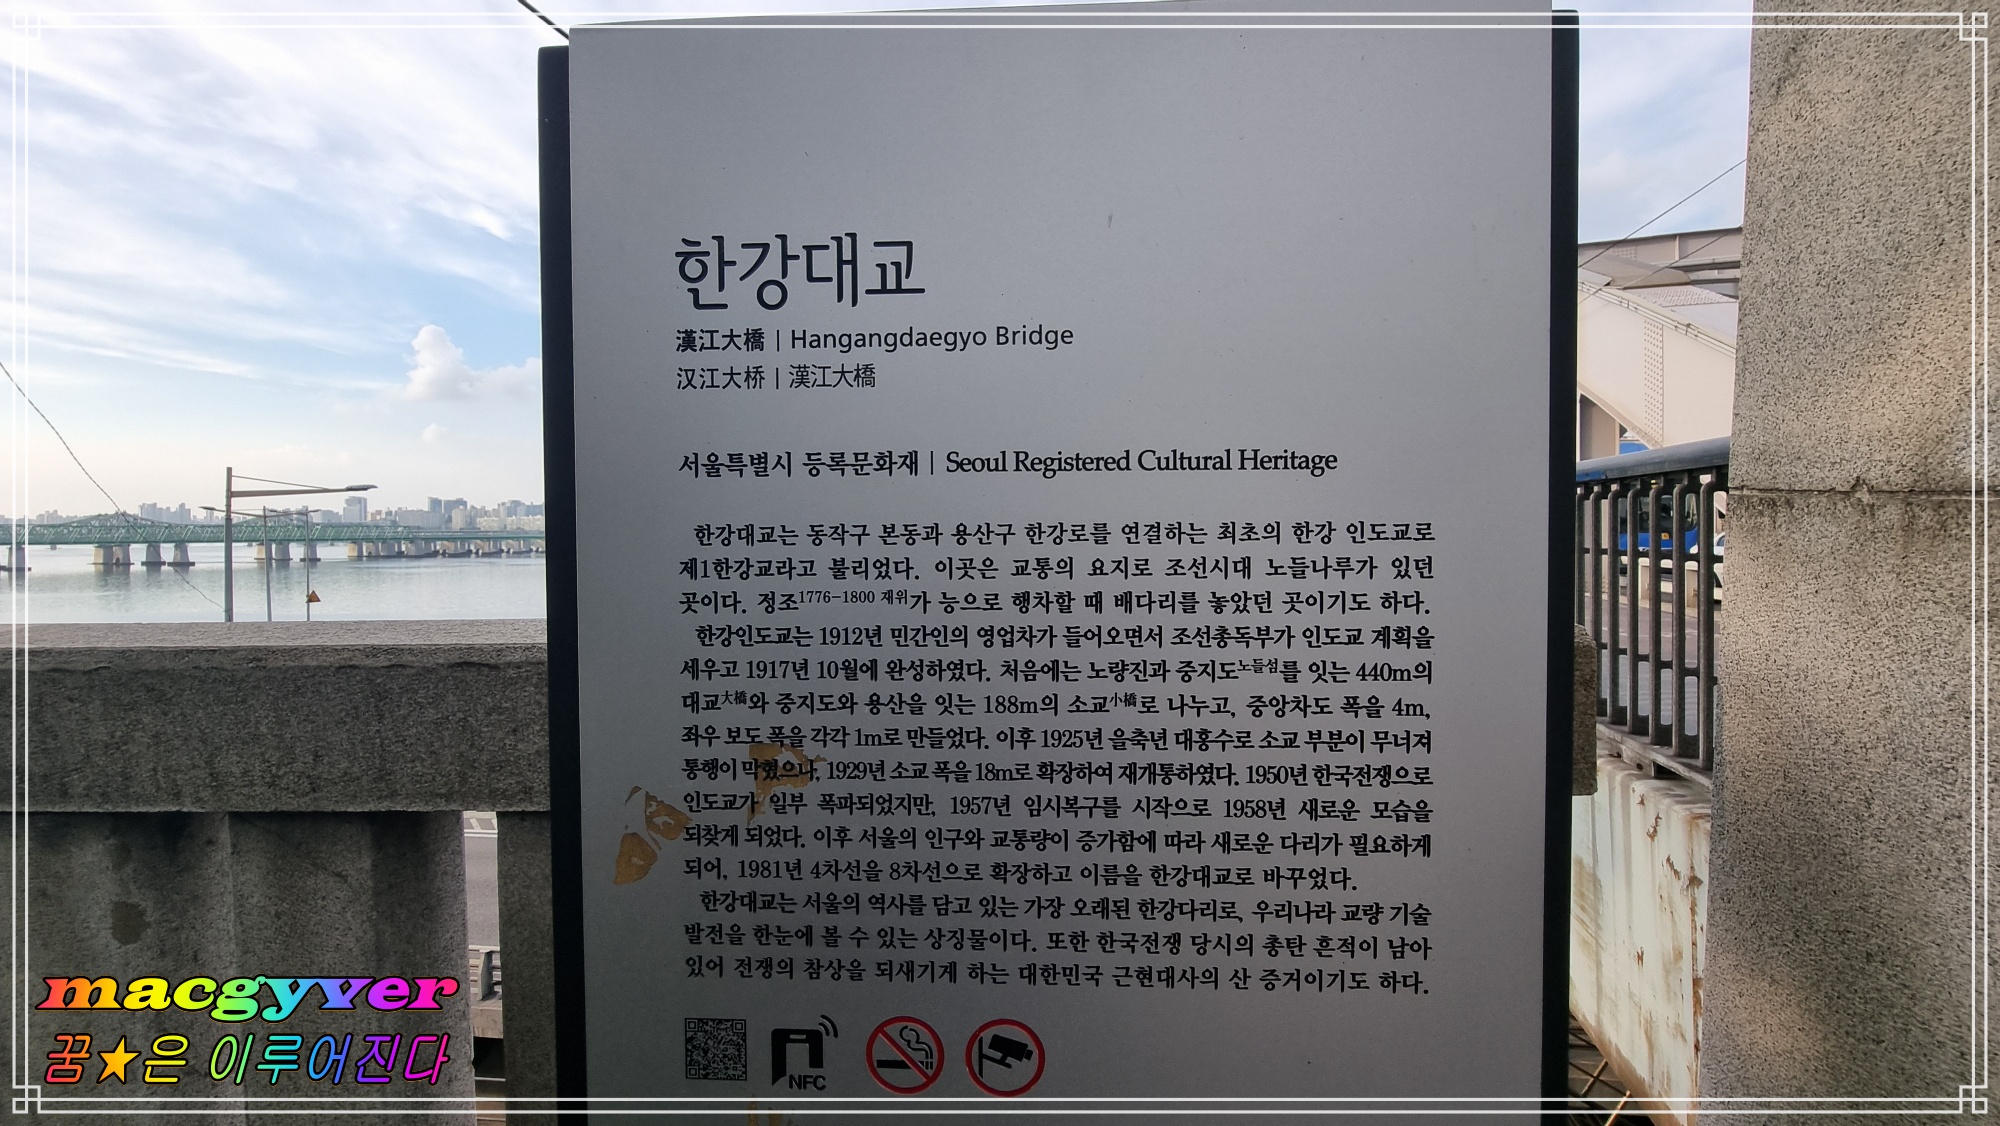 한강대교
漢江大橋 | Hangangdaegyo Bridge
汉江大桥 | 漢江大橋
서울특별시 등록문화재 | Seoul Registered Cultural Heritage
한강대교는 동작구 본동과 용산구 한강로를 연결하는 최초의 한강 인도교로
제1한강교라고 불리었다. 이곳은 교통의 요지로 조선시대 노들나루가 있던
곳이다. 정조1776-1800 재위가 능으로 행차할 때 배다리를 놓았던 곳이기도 하다.
한강인도교는 1912년 민간인의 영업차가 들어오면서 조선총독부가 인도교 계획을
세우고 1917년 10월에 완성하였다. 처음에는 노량진과 중지도노들섬를 잇는 440m의
대교大橋와 중지도와 용산을 잇는 188m의 소교小橋로 나누고, 중앙차도 폭을 4m,
좌우 보도 폭을 각각 1m로 만들었다. 이후 1925년 을축년 대홍수로 소교 부분이 무너져
통행이 막혔으나, 1929년 소교 폭을 18m로 확장하여 재개통하였다. 1950년 한국전쟁으로
인도교가 일부 폭파되었지만, 1957년 임시복구를 시작으로 1958년 새로운 모습을
되찾게 되었다. 이후 서울의 인구와 교통량이 증가함에 따라 새로운 다리가 필요하게
되어, 1981년 4차선을 8차선으로 확장하고 이름을 한강대교로 바꾸었다.
한강대교는 서울의 역사를 담고 있는 가장 오래된 한강다리로, 우리나라 교량 기술
발전을 한눈에 볼 수 있는 상징물이다. 또한 한국전쟁 당시의 총탄 흔적이 남아
있어 전쟁의 참상을 되새기게 하는 대한민국 근현대사의 산 증거이기도 하다.
NFC
macgyver
꿈★은 이루어진다